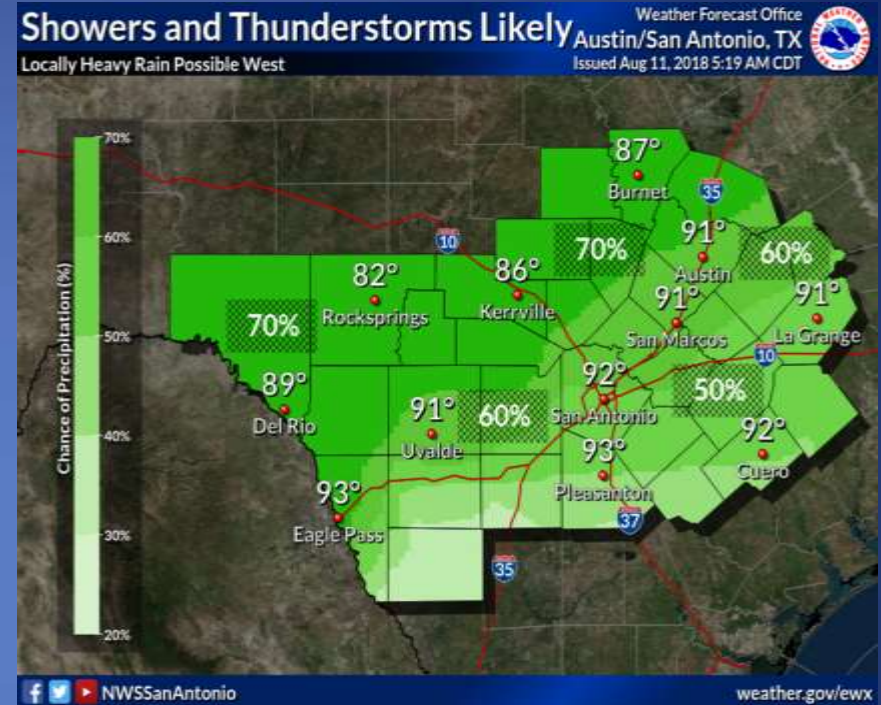 Showers and Thunderstorms Likely
Weather Forecast Office
Austin/San Antonio, TX
Locally Heavy Rain Possible West
Issued Aug 11, 2018 5:19 AM CDT
70%
60%
50%
40%
30%
20%
Chance of Precipitation (%)
87°
Burnet
35
10
70%
91°
Austin
60%
82°
Rocksprings
86°
Kerrville
91°
San Marcos
91°
La Grange
70%
10
89°
Del Rio
91°
Uvalde
60%
92°
San Antonio
50%
93°
Pleasanton
92°
Cuero
93°
Eagle Pass
37
35
NWSSanAntonio
weather.gov/ewx